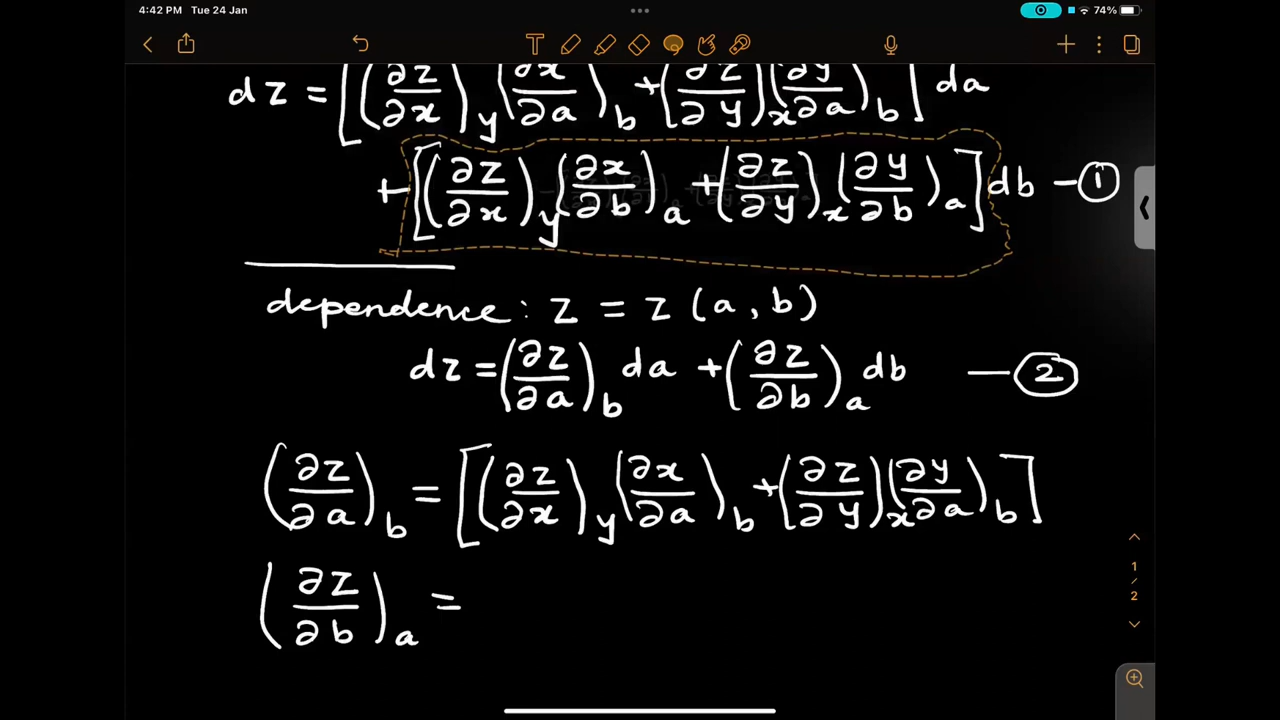 4:42 PM Tue 24 Jan 74%
dz = [(∂z/∂x)_y (∂x/∂a)_b + (∂z/∂y)_x (∂y/∂a)_b] da
+ [(∂z/∂x)_y (∂x/∂b)_a + (∂z/∂y)_x (∂y/∂b)_a] db — ①
dependence : z = z (a, b)
dz = (∂z/∂a)_b da + (∂z/∂b)_a db — ②
(∂z/∂a)_b = [(∂z/∂x)_y (∂x/∂a)_b + (∂z/∂y)_x (∂y/∂a)_b]
(∂z/∂b)_a =
1
/
2